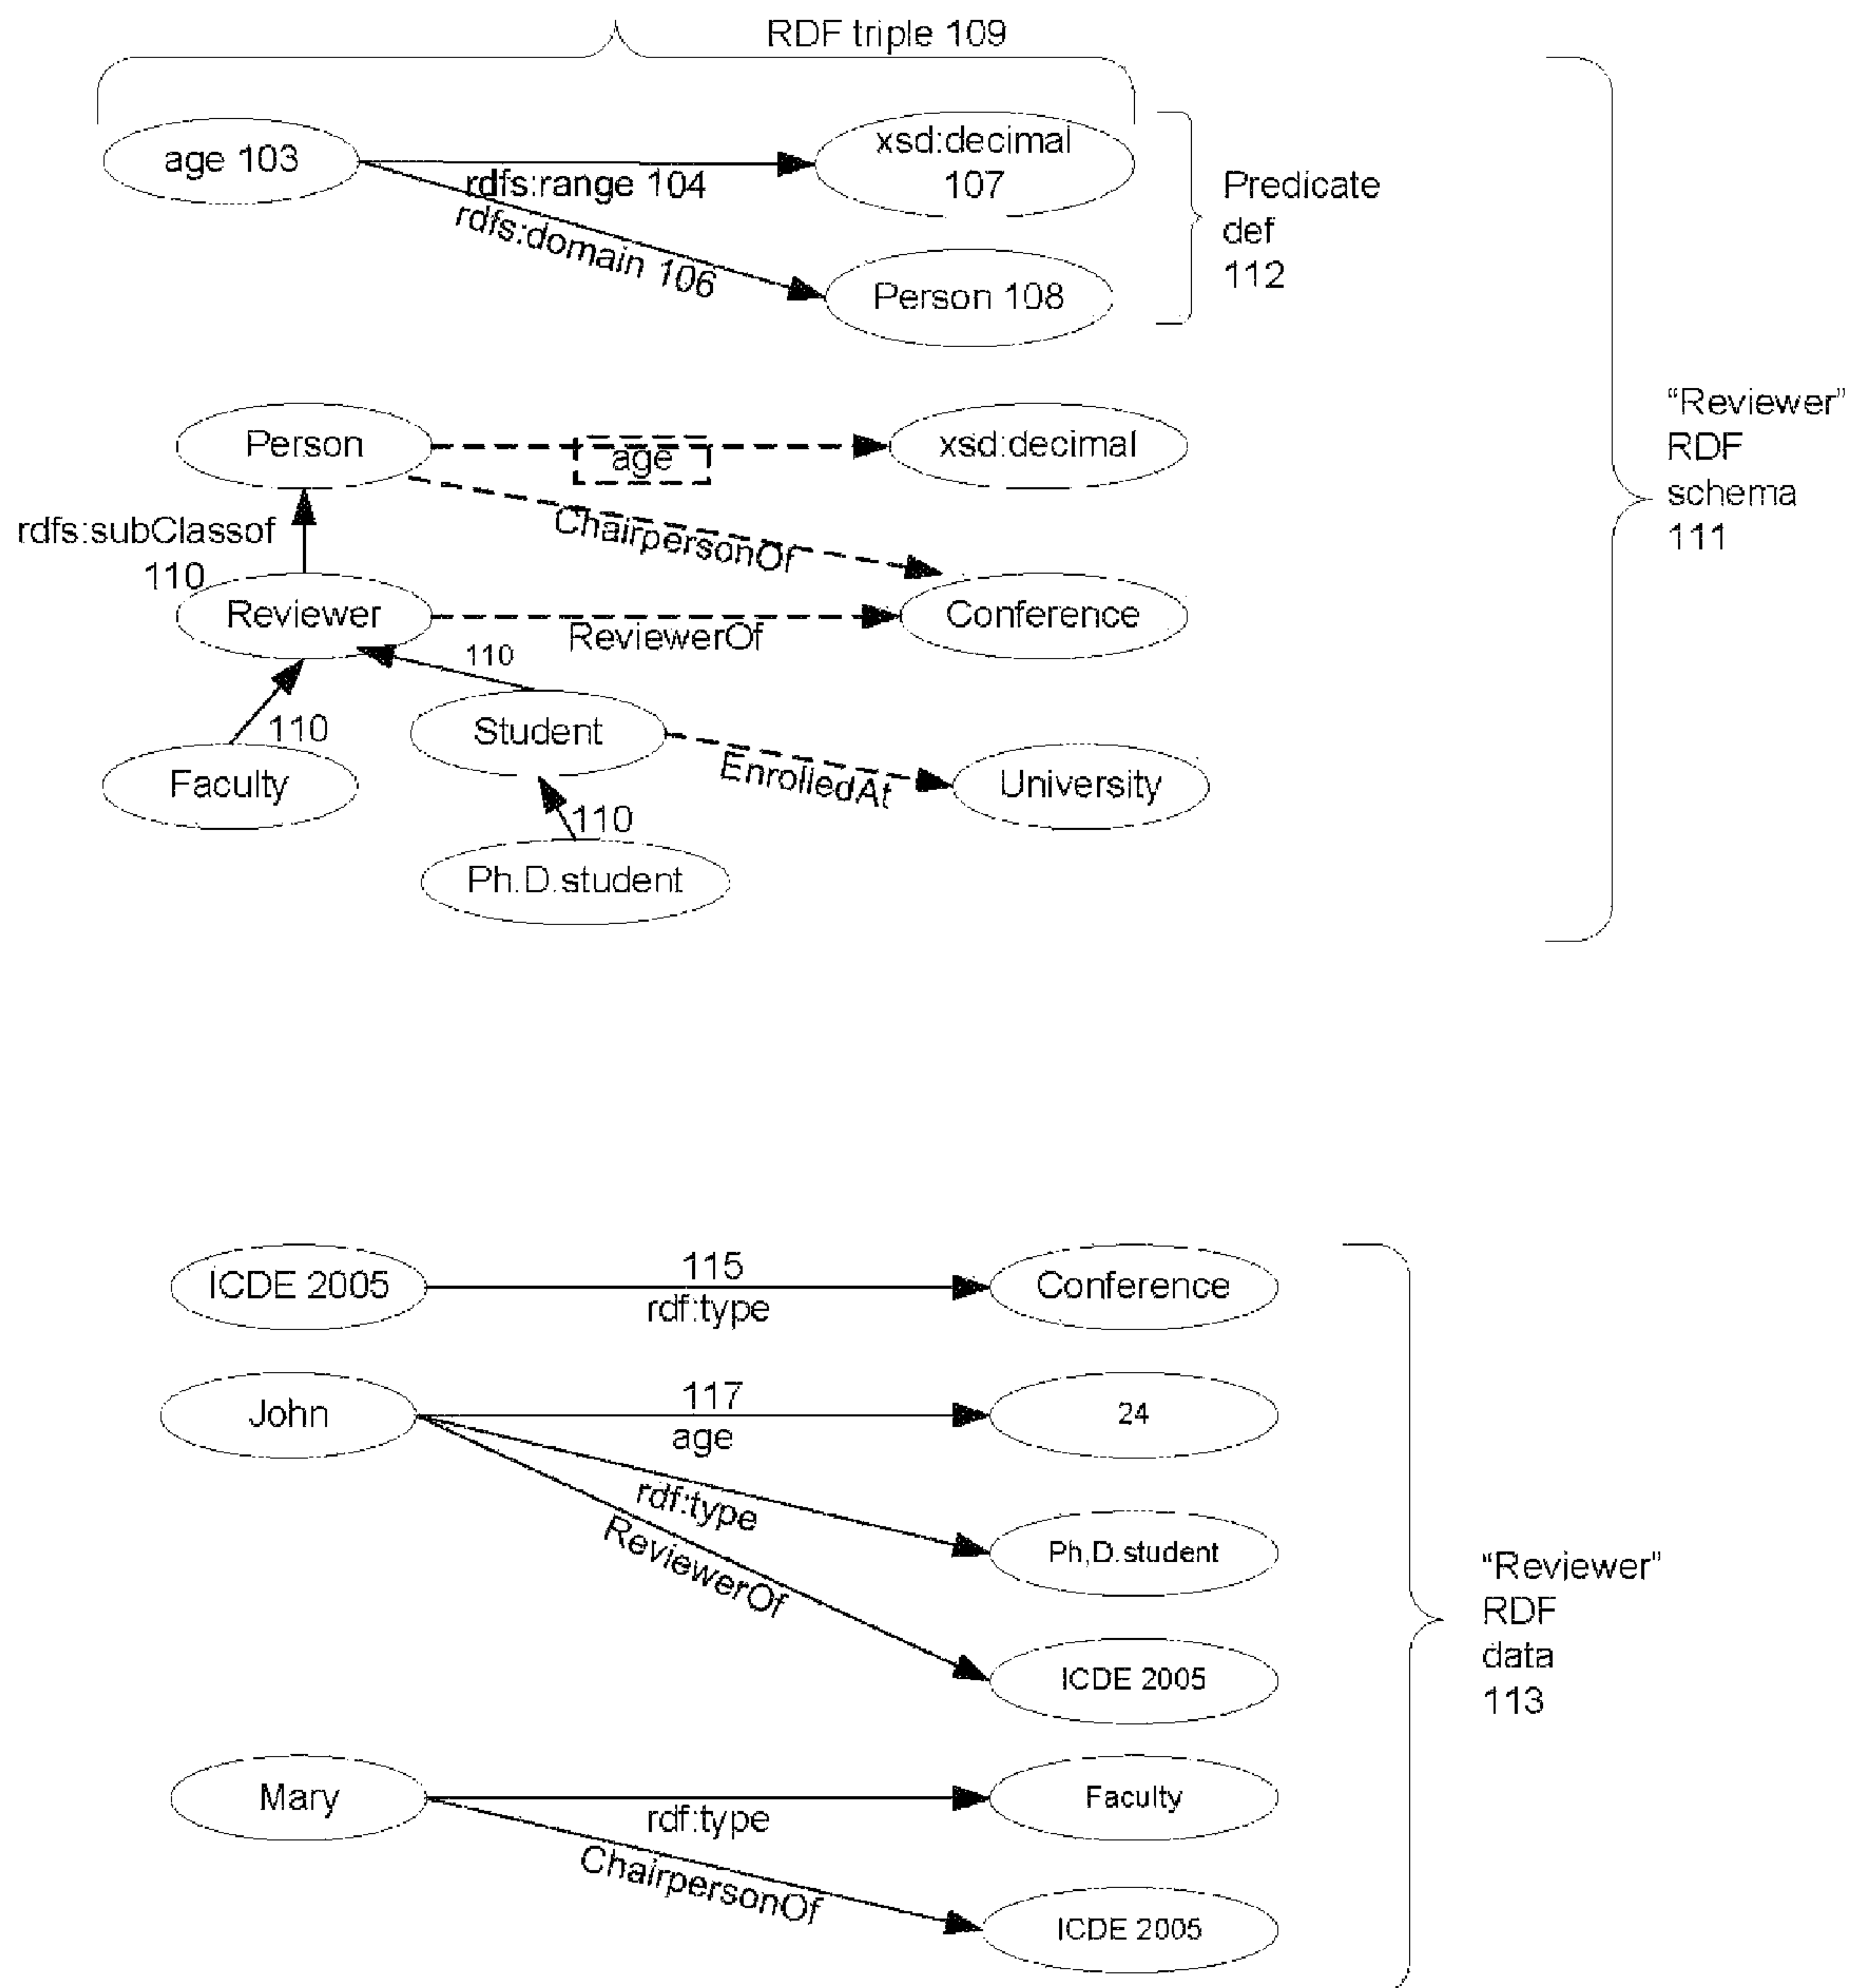 RDF triple 109
age 103
rdfs:range 104
rdfs:domain 106
xsd:decimal
107
Person 108
Predicate
def
112
Person
age
xsd:decimal
ChairpersonOf
rdfs:subClassof
110
Reviewer
ReviewerOf
Conference
110
110
Student
Faculty
EnrolledAt
University
110
Ph.D.student
“Reviewer”
RDF
schema
111
ICDE 2005
115
rdf:type
Conference
John
117
age
24
rdf:type
Ph,D.student
ReviewerOf
ICDE 2005
Mary
rdf:type
Faculty
ChairpersonOf
ICDE 2005
“Reviewer”
RDF
data
113